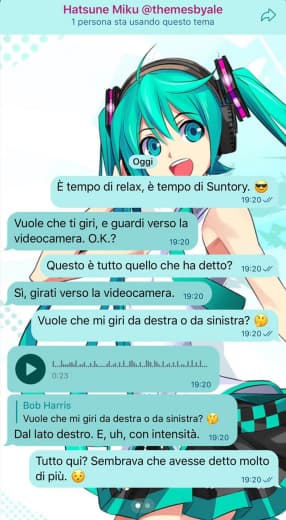 Hatsune Miku @themesbyale
1 persona sta usando questo tema
Oggi
È tempo di relax, è tempo di Suntory. 😎
19:20
Vuole che ti giri, e guardi verso la
videocamera. O.K.? 19:20
Questo è tutto quello che ha detto? 19:20
Sì, girati verso la videocamera. 19:20
Vuole che mi giri da destra o da sinistra? 🤔
19:20
0:23 19:20
Bob Harris
Vuole che mi giri da destra o da sinistra? 🤔
Dal lato destro. E, uh, con intensità. 19:20
Tutto qui? Sembrava che avesse detto molto
di più. 😧 19:20